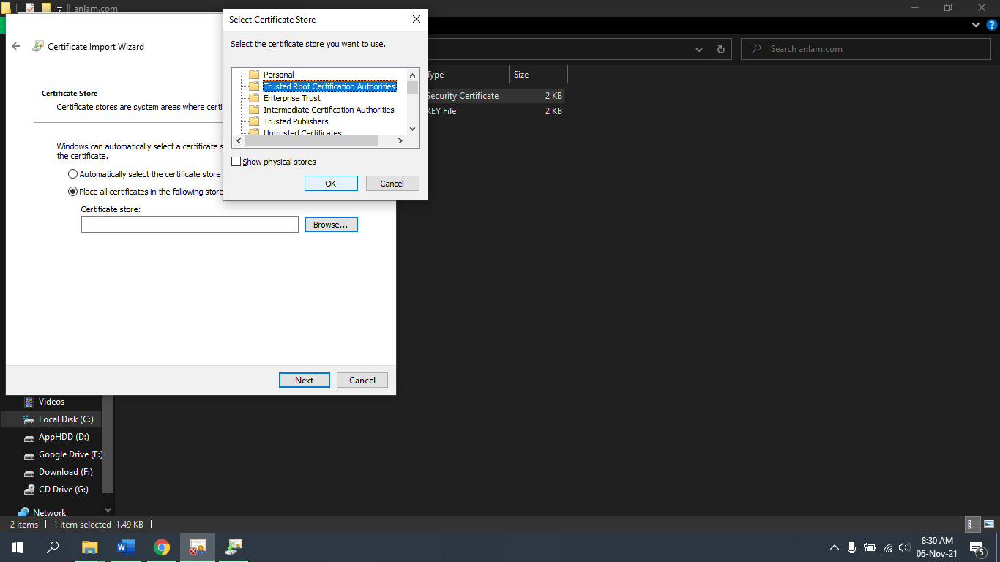 anlam.com
Select Certificate Store
Certificate Import Wizard
Select the certificate store you want to use.
Search anlam.com
Personal
Trusted Root Certification Authorities
Enterprise Trust
Intermediate Certification Authorities
Trusted Publishers
Untrusted Certificates
Type
Size
Security Certificate
2 KB
KEY File
2 KB
Certificate Store
Certificate stores are system areas where certi
Windows can automatically select a certificate s
the certificate.
Show physical stores
Automatically select the certificate store
OK
Cancel
Place all certificates in the following store
Certificate store:
Browse...
Next
Cancel
Videos
Local Disk (C:)
AppHDD (D:)
Google Drive (E:)
Download (F:)
CD Drive (G:)
Network
2 items
1 item selected 1.49 KB
8:30 AM
06-Nov-21
5